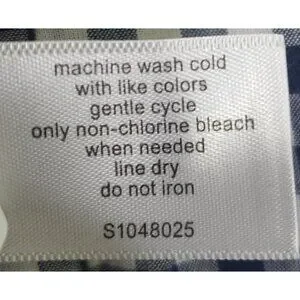 machine wash cold
with like colors
gentle cycle
only non-chlorine bleach
when needed
line dry
do not iron
S1048025